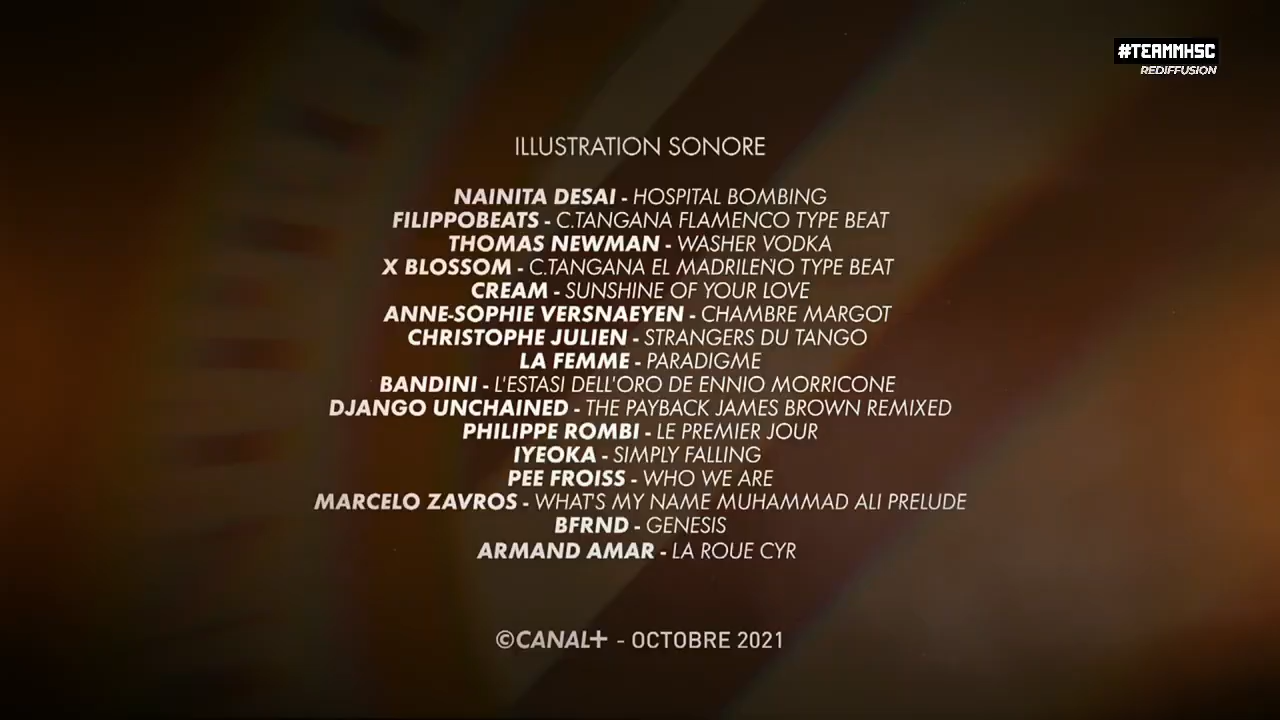 #TEAMMHSC
REDIFFUSION
ILLUSTRATION SONORE
NAINITA DESAI - HOSPITAL BOMBING
FILIPPOBEATS - C.TANGANA FLAMENCO TYPE BEAT
THOMAS NEWMAN - WASHER VODKA
X BLOSSOM - C.TANGANA EL MADRILEÑO TYPE BEAT
CREAM - SUNSHINE OF YOUR LOVE
ANNE-SOPHIE VERSNAEYEN - CHAMBRE MARGOT
CHRISTOPHE JULIEN - STRANGERS DU TANGO
LA FEMME - PARADIGME
BANDINI - L'ESTASI DELL'ORO DE ENNIO MORRICONE
DJANGO UNCHAINED - THE PAYBACK JAMES BROWN REMIXED
PHILIPPE ROMBI - LE PREMIER JOUR
IYEOKA - SIMPLY FALLING
PEE FROISS - WHO WE ARE
MARCELO ZAVROS - WHAT'S MY NAME MUHAMMAD ALI PRELUDE
BFRND - GENESIS
ARMAND AMAR - LA ROUE CYR
©CANAL+ - OCTOBRE 2021